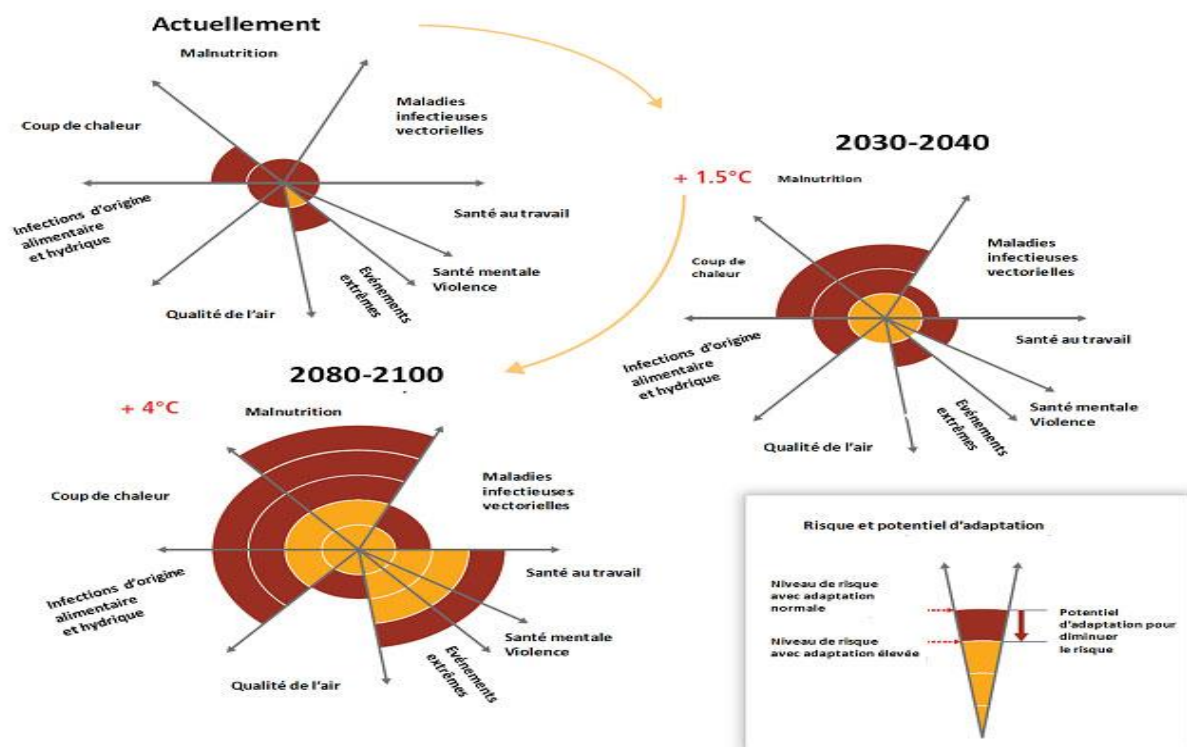 Actuellement
Malnutrition
Coup de chaleur
Maladies
infectieuses
vectorielles
Infections d'origine
alimentaire
et hydrique
Santé au travail
Qualité de l'air
Evénements
extrêmes
Santé mentale
Violence
2030-2040
+ 1.5°C
Malnutrition
Coup de
chaleur
Maladies
infectieuses
vectorielles
Infections d'origine
alimentaire
et hydrique
Santé au travail
Qualité de l'air
Evénements
extrêmes
Santé mentale
Violence
2080-2100
+ 4°C
Malnutrition
Coup de chaleur
Maladies
infectieuses
vectorielles
Infections d'origine
alimentaire
et hydrique
Santé au travail
Qualité de l'air
Evénements
extrêmes
Santé mentale
Violence
Risque et potentiel d'adaptation
Niveau de risque
avec adaptation
normale
Niveau de risque
avec adaptation élevée
Potentiel
d'adaptation pour
diminuer
le risque